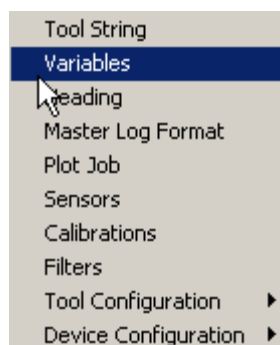 Tool String
Variables
Heading
Master Log Format
Plot Job
Sensors
Calibrations
Filters
Tool Configuration
Device Configuration